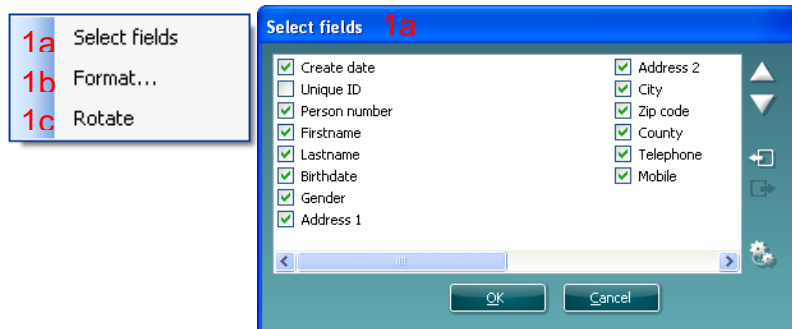 1a Select fields
1b Format...
1c Rotate
Select fields 1a
Create date
Unique ID
Person number
Firstname
Lastname
Birthdate
Gender
Address 1
Address 2
City
Zip code
County
Telephone
Mobile
OK Cancel